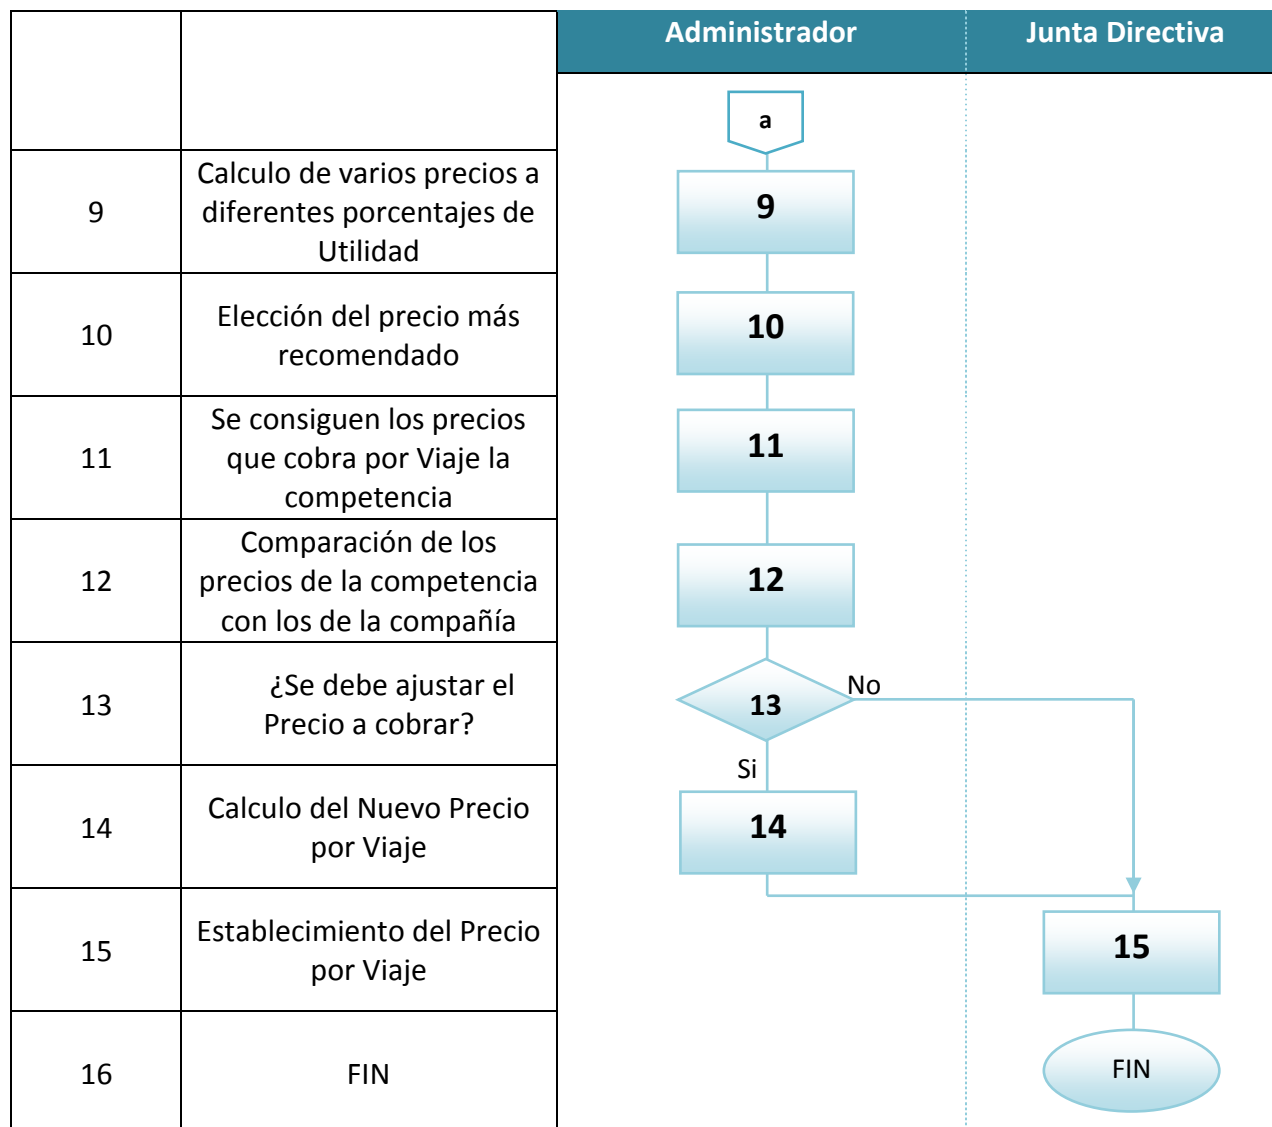 Administrador
Junta Directiva
a
9
Calculo de varios precios a
diferentes porcentajes de
Utilidad
9
10
Elección del precio más
recomendado
10
11
Se consiguen los precios
que cobra por Viaje la
competencia
11
12
Comparación de los
precios de la competencia
con los de la compañía
12
13
¿Se debe ajustar el
Precio a cobrar?
13
No
Si
14
Calculo del Nuevo Precio
por Viaje
14
15
Establecimiento del Precio
por Viaje
15
16
FIN
FIN